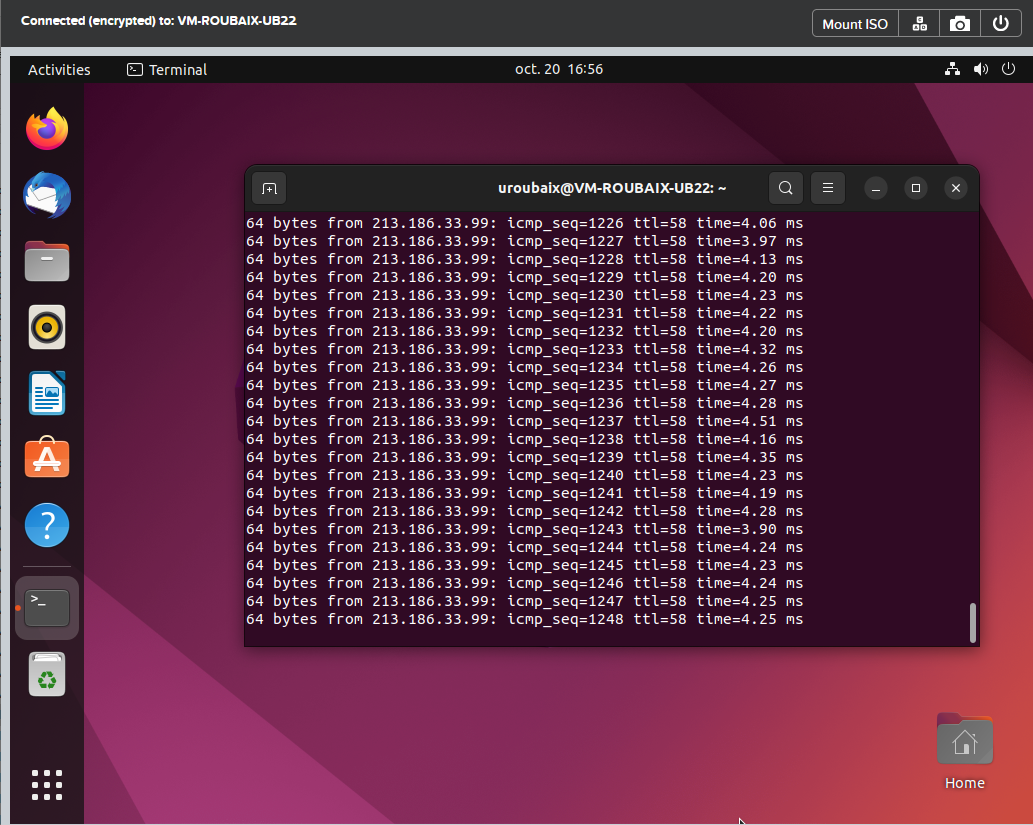 Connected (encrypted) to: VM-ROUBAIX-UB22
Mount ISO
Activities
Terminal
oct. 20 16:56
uroubaix@VM-ROUBAIX-UB22: ~
64 bytes from 213.186.33.99: icmp_seq=1226 ttl=58 time=4.06 ms
64 bytes from 213.186.33.99: icmp_seq=1227 ttl=58 time=3.97 ms
64 bytes from 213.186.33.99: icmp_seq=1228 ttl=58 time=4.13 ms
64 bytes from 213.186.33.99: icmp_seq=1229 ttl=58 time=4.20 ms
64 bytes from 213.186.33.99: icmp_seq=1230 ttl=58 time=4.23 ms
64 bytes from 213.186.33.99: icmp_seq=1231 ttl=58 time=4.22 ms
64 bytes from 213.186.33.99: icmp_seq=1232 ttl=58 time=4.20 ms
64 bytes from 213.186.33.99: icmp_seq=1233 ttl=58 time=4.32 ms
64 bytes from 213.186.33.99: icmp_seq=1234 ttl=58 time=4.26 ms
64 bytes from 213.186.33.99: icmp_seq=1235 ttl=58 time=4.27 ms
64 bytes from 213.186.33.99: icmp_seq=1236 ttl=58 time=4.28 ms
64 bytes from 213.186.33.99: icmp_seq=1237 ttl=58 time=4.51 ms
64 bytes from 213.186.33.99: icmp_seq=1238 ttl=58 time=4.16 ms
64 bytes from 213.186.33.99: icmp_seq=1239 ttl=58 time=4.35 ms
64 bytes from 213.186.33.99: icmp_seq=1240 ttl=58 time=4.23 ms
64 bytes from 213.186.33.99: icmp_seq=1241 ttl=58 time=4.19 ms
64 bytes from 213.186.33.99: icmp_seq=1242 ttl=58 time=4.28 ms
64 bytes from 213.186.33.99: icmp_seq=1243 ttl=58 time=3.90 ms
64 bytes from 213.186.33.99: icmp_seq=1244 ttl=58 time=4.24 ms
64 bytes from 213.186.33.99: icmp_seq=1245 ttl=58 time=4.23 ms
64 bytes from 213.186.33.99: icmp_seq=1246 ttl=58 time=4.24 ms
64 bytes from 213.186.33.99: icmp_seq=1247 ttl=58 time=4.25 ms
64 bytes from 213.186.33.99: icmp_seq=1248 ttl=58 time=4.25 ms
Home